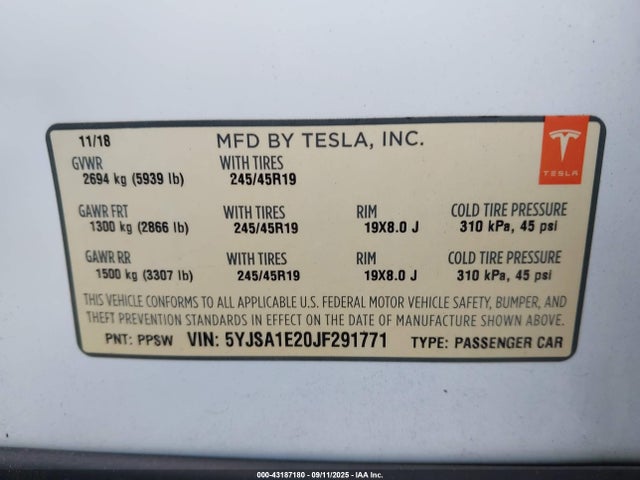 11/18 MFD BY TESLA, INC.
TESLA
GVWR WITH TIRES
2694 kg (5939 lb) 245/45R19
GAWR FRT WITH TIRES RIM COLD TIRE PRESSURE
1300 kg (2866 lb) 245/45R19 19X8.0 J 310 kPa, 45 psi
GAWR RR WITH TIRES RIM COLD TIRE PRESSURE
1500 kg (3307 lb) 245/45R19 19X8.0 J 310 kPa, 45 psi
THIS VEHICLE CONFORMS TO ALL APPLICABLE U.S. FEDERAL MOTOR VEHICLE SAFETY, BUMPER, AND
THEFT PREVENTION STANDARDS IN EFFECT ON THE DATE OF MANUFACTURE SHOWN ABOVE.
PNT: PPSW VIN: 5YJSA1E20JF291771 TYPE: PASSENGER CAR
000-43187180 - 09/11/2025 - IAA Inc.